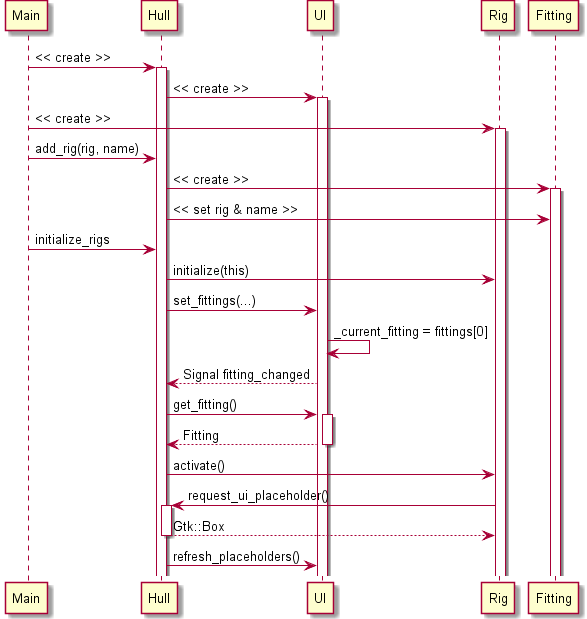 Main Hull UI Rig Fitting
<< create >>
<< create >>
<< create >>
add_rig(rig, name)
<< create >>
<< set rig & name >>
initialize_rigs
initialize(this)
set_fittings(...)
_current_fitting = fittings[0]
Signal fitting_changed
get_fitting()
Fitting
activate()
request_ui_placeholder()
Gtk::Box
refresh_placeholders()
Main Hull UI Rig Fitting